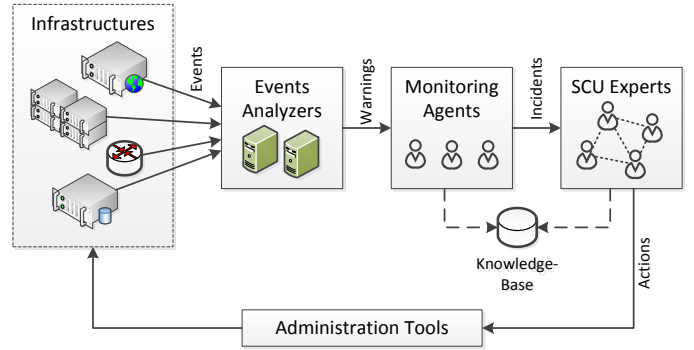 Infrastructures
Events
Events
Analyzers
Warnings
Monitoring
Agents
Incidents
SCU Experts
Knowledge-
Base
Actions
Administration Tools